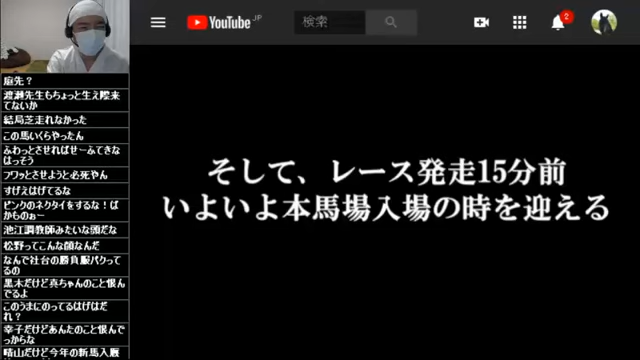 YouTube JP
検索
2
そして、レース発走15分前
いよいよ本馬場入場の時を迎える
庭先？
渡瀬先生もちょっと生え際来
てないか
結局芝走れなかった
この馬いくらやったん
ふわっとさせればせーふてきな
はっそう
フワッとさせようと必死やん
すげえはげてるな
ピンクのネクタイをするな！ば
かものぉー
池江調教師みたいな頭だな
松野ってこんな顔なんだ
なんで社台の勝負服パクってる
るの
黒木だけど真ちゃんのこと恨ん
でるよ
このうまにのってるはげはだ
れ？
幸子だけどあんたのこと恨んで
っからな
晴山だけど今年の新馬入厩